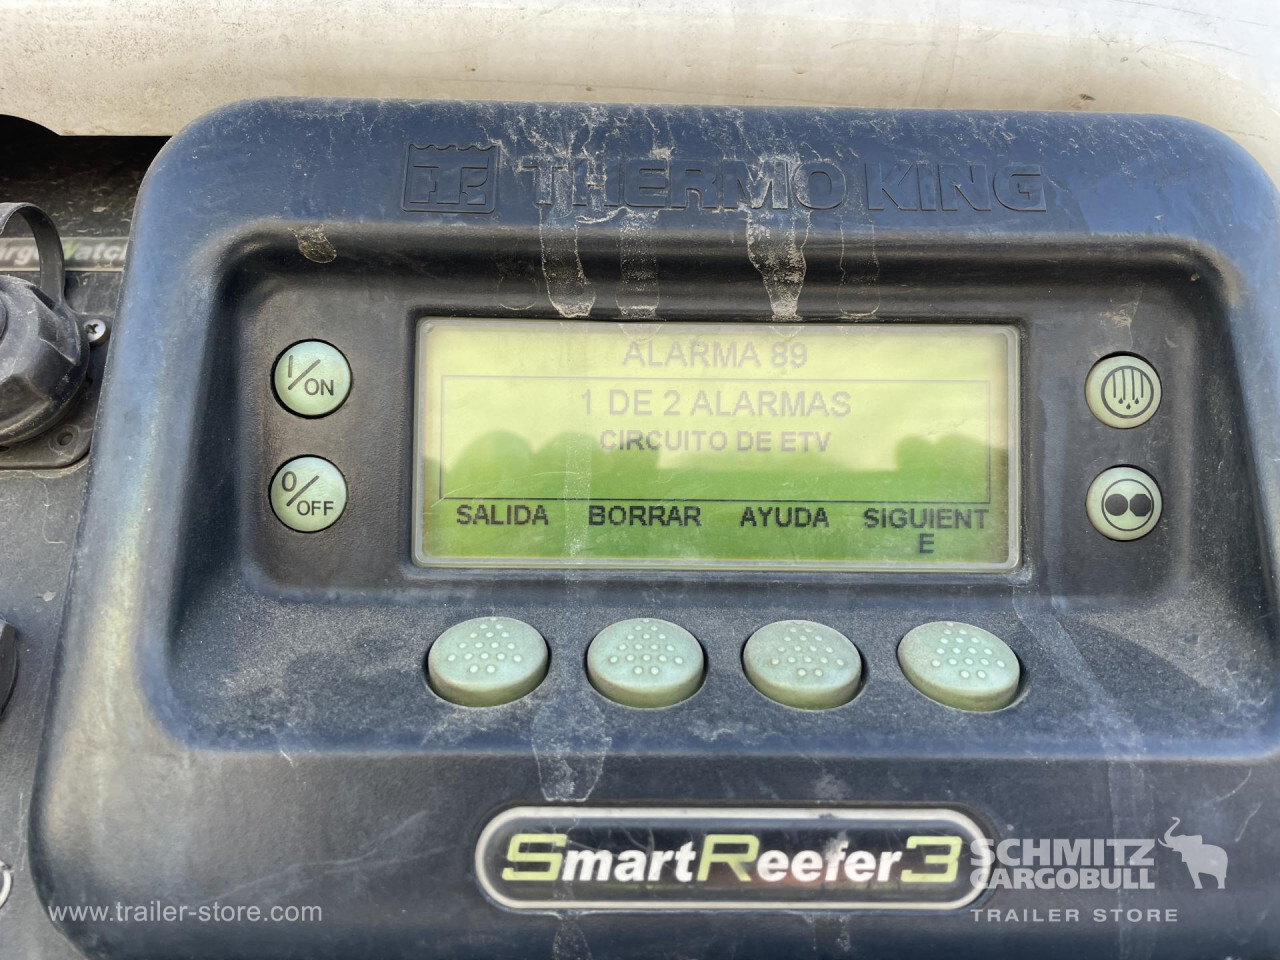 THERMO KING
argoWatch
I/ON
O/OFF
ALARMA 89
1 DE 2 ALARMAS
CIRCUITO DE ETV
SALIDA BORRAR AYUDA SIGUIENT
E
SmartReefer3
SCHMITZ
CARGOBULL
TRAILER STORE
www.trailer-store.com